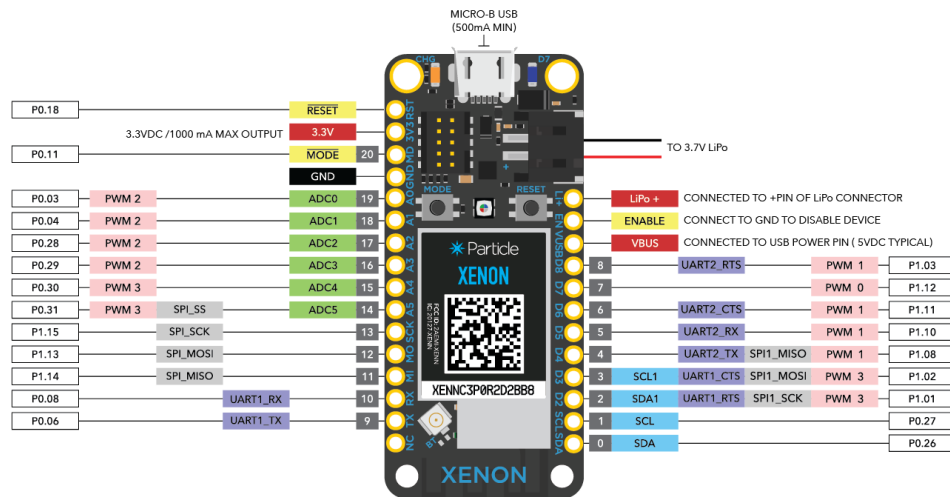 MICRO-B USB
(500mA MIN)
CHG
D7
P0.18 RESET RST
3.3VDC /1000 mA MAX OUTPUT 3.3V 3V3
P0.11 MODE 20 MD
GND GND
TO 3.7V LiPo
+
MODE RESET
P0.03 PWM 2 ADC0 19 A0
P0.04 PWM 2 ADC1 18 A1
P0.28 PWM 2 ADC2 17 A2
P0.29 PWM 2 ADC3 16 A3
P0.30 PWM 3 ADC4 15 A4
P0.31 PWM 3 SPI_SS ADC5 14 A5
P1.15 SPI_SCK 13 SCK
P1.13 SPI_MOSI 12 MO
P1.14 SPI_MISO 11 MI
P0.08 UART1_RX 10 RX
P0.06 UART1_TX 9 TX
NC
Particle
XENON
FCC ID: 2AEMI-XENN
IC: 20127-XENN
XENNC3P0R2D2BB8
BT
XENON
LI+ LiPo + CONNECTED TO +PIN OF LiPo CONNECTOR
EN ENABLE CONNECT TO GND TO DISABLE DEVICE
VUSB VBUS CONNECTED TO USB POWER PIN ( 5VDC TYPICAL)
D8 8 UART2_RTS PWM 1 P1.03
D7 7 PWM 0 P1.12
D6 6 UART2_CTS PWM 1 P1.11
D5 5 UART2_RX PWM 1 P1.10
D4 4 UART2_TX SPI1_MISO PWM 1 P1.08
D3 3 SCL1 UART1_CTS SPI1_MOSI PWM 3 P1.02
D2 2 SDA1 UART1_RTS SPI1_SCK PWM 3 P1.01
SCL 1 SCL P0.27
SDA 0 SDA P0.26